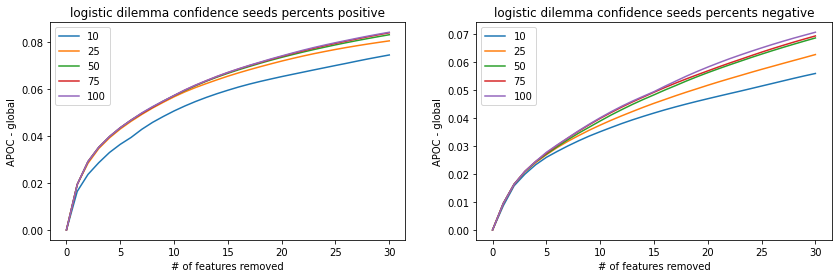 logistic dilemma confidence seeds percents positive
10
25
50
75
100
0.08
0.06
0.04
0.02
0.00
APOC - global
0 5 10 15 20 25 30
# of features removed
logistic dilemma confidence seeds percents negative
10
25
50
75
100
0.07
0.06
0.05
0.04
0.03
0.02
0.01
0.00
APOC - global
0 5 10 15 20 25 30
# of features removed